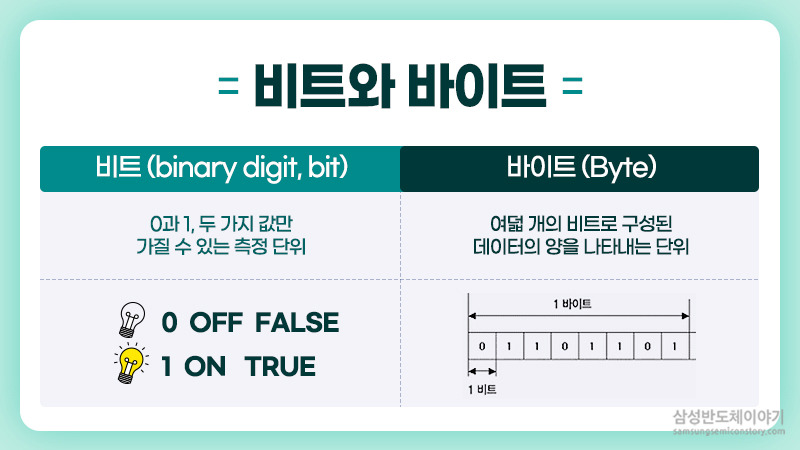 = 비트와 바이트 =
비트 (binary digit, bit)
바이트 (Byte)
0과 1, 두 가지 값만
가질 수 있는 측정 단위
여덟 개의 비트로 구성된
데이터의 양을 나타내는 단위
0 OFF FALSE
1 ON TRUE
1 바이트
0 1 1 0 1 1 0 1
1 비트
삼성반도체이야기
samsungsemiconstory.com